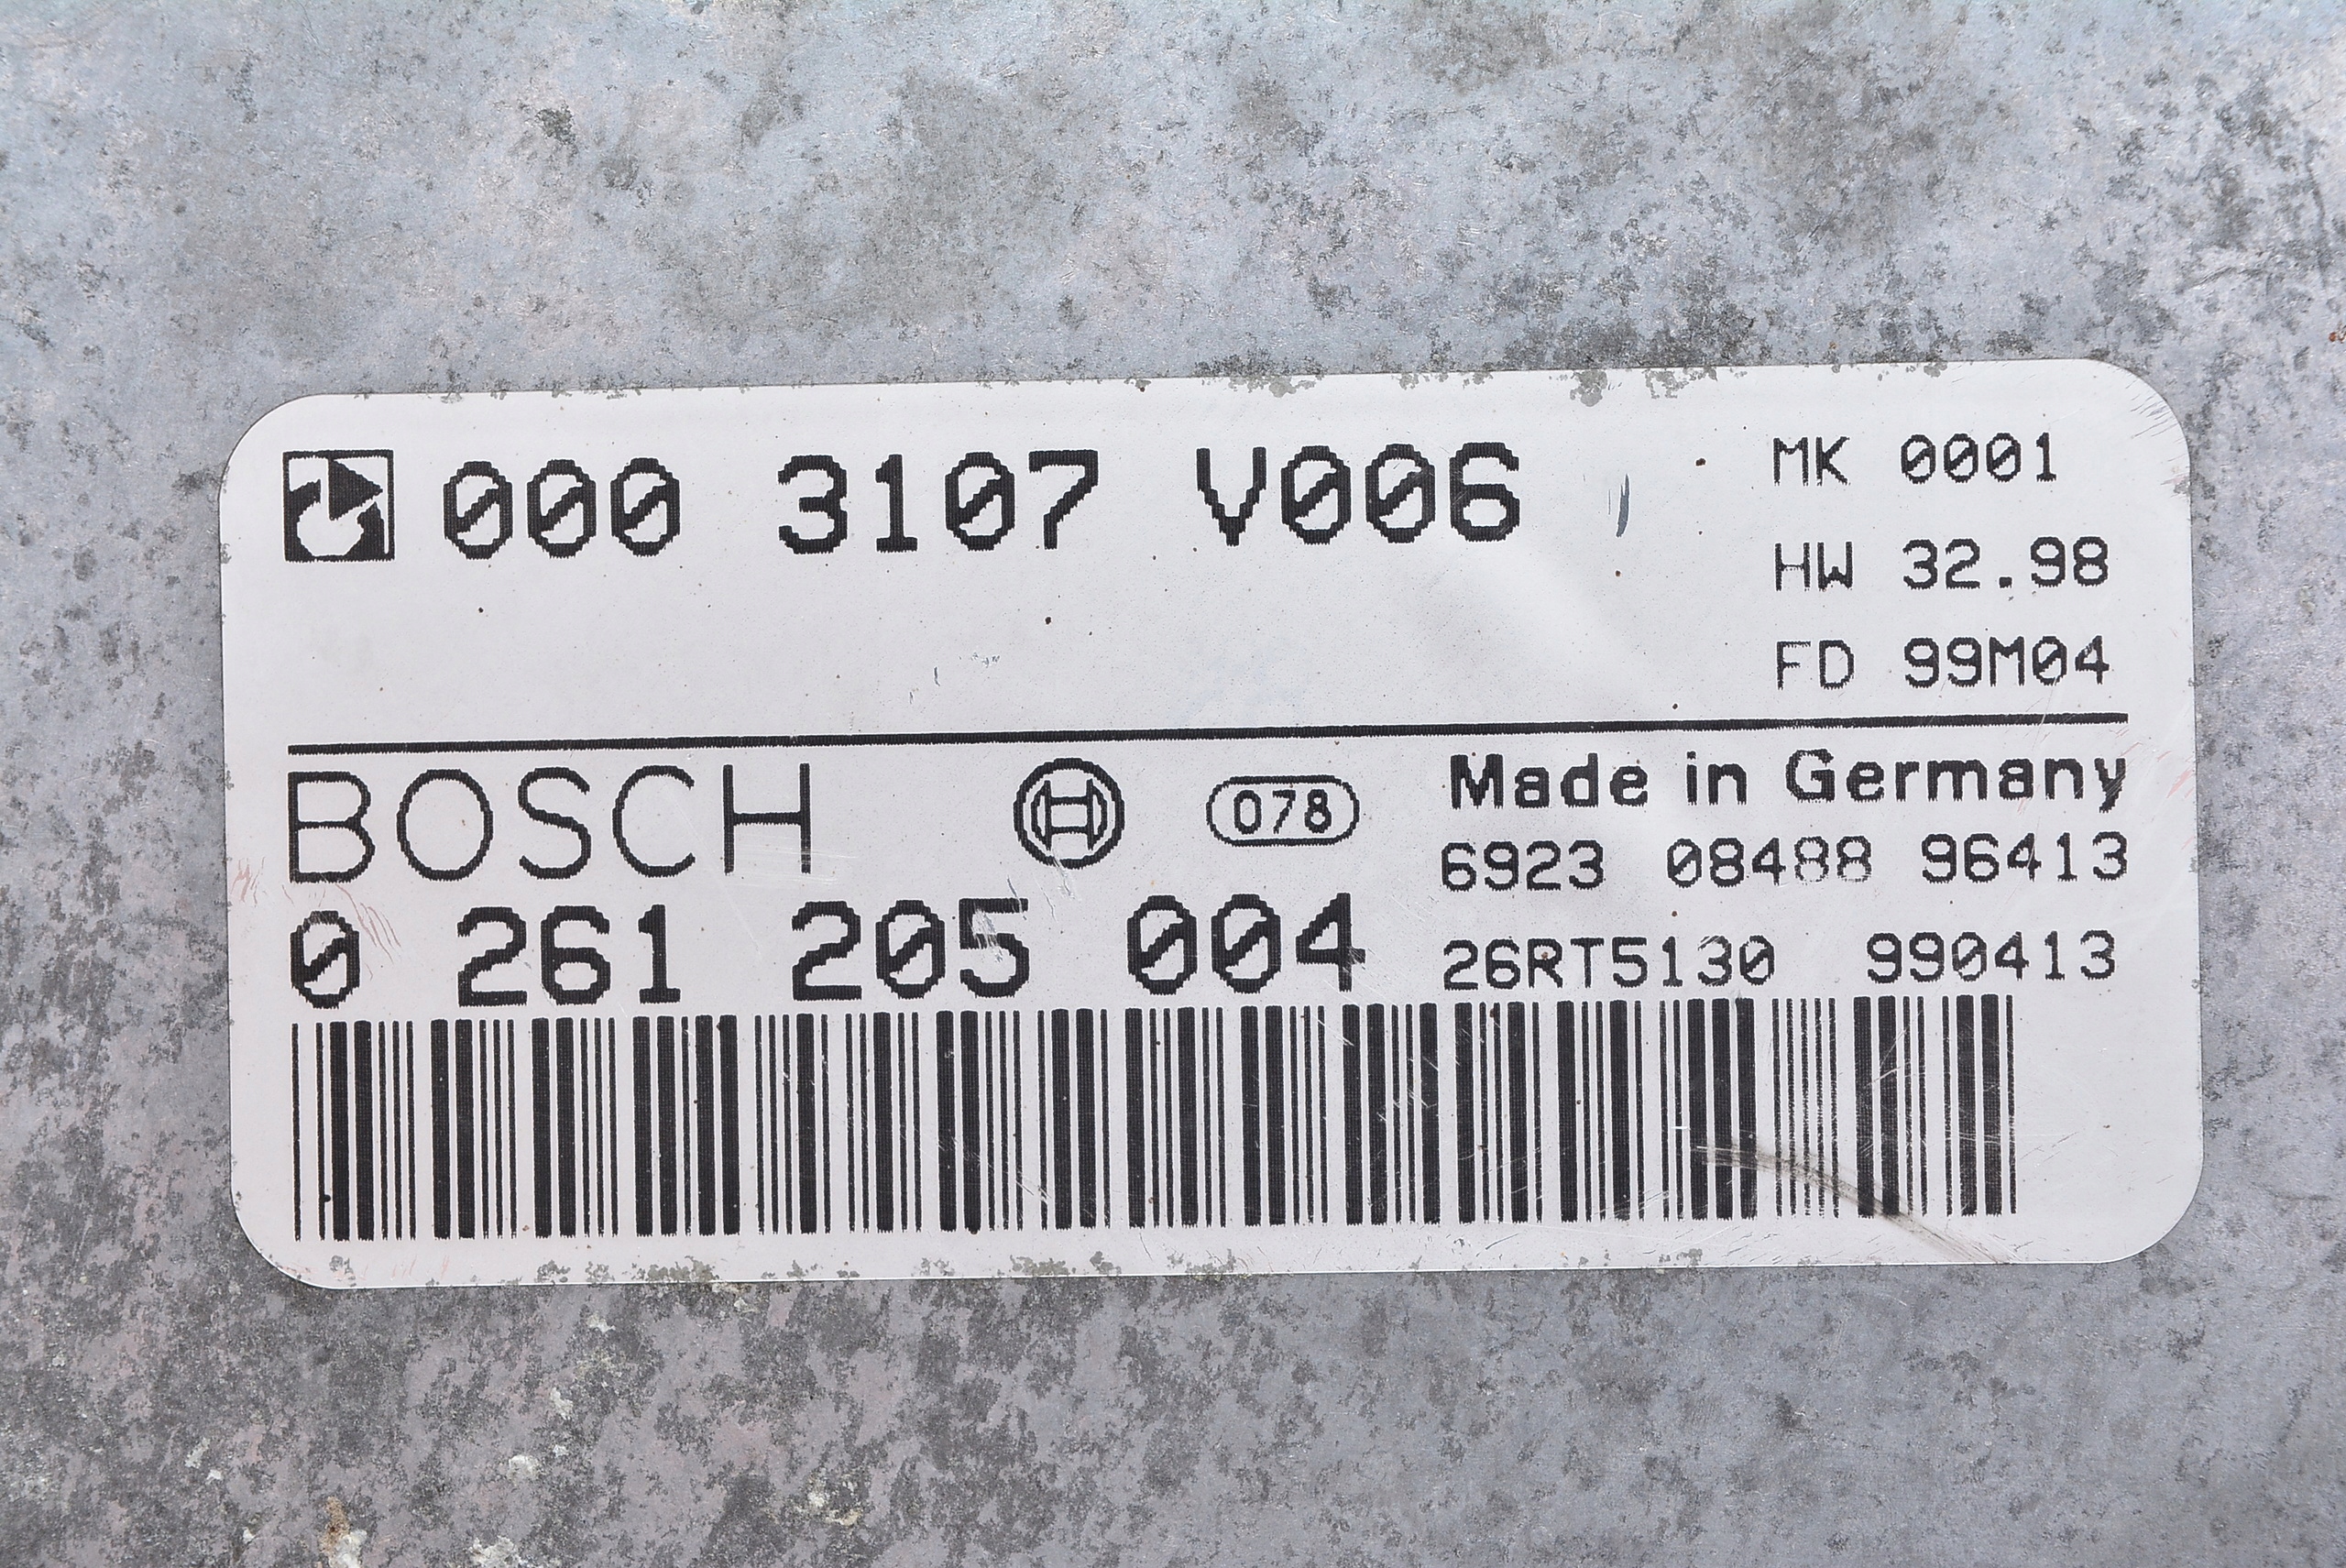 000 3107 V006 MK 0001
HW 32.98
FD 99M04
BOSCH 078 Made in Germany
6923 08488 96413
0 261 205 004 26RT5130 990413